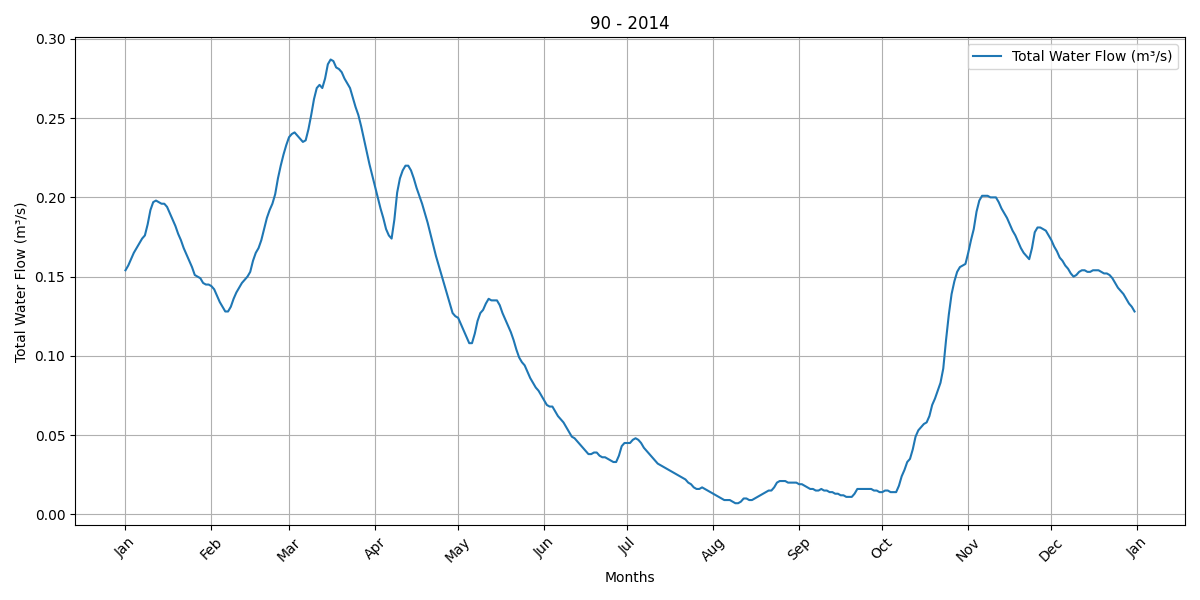 90 - 2014
Total Water Flow (m³/s)
Total Water Flow (m³/s)
0.30
0.25
0.20
0.15
0.10
0.05
0.00
Jan
Feb
Mar
Apr
May
Jun
Jul
Aug
Sep
Oct
Nov
Dec
Jan
Months